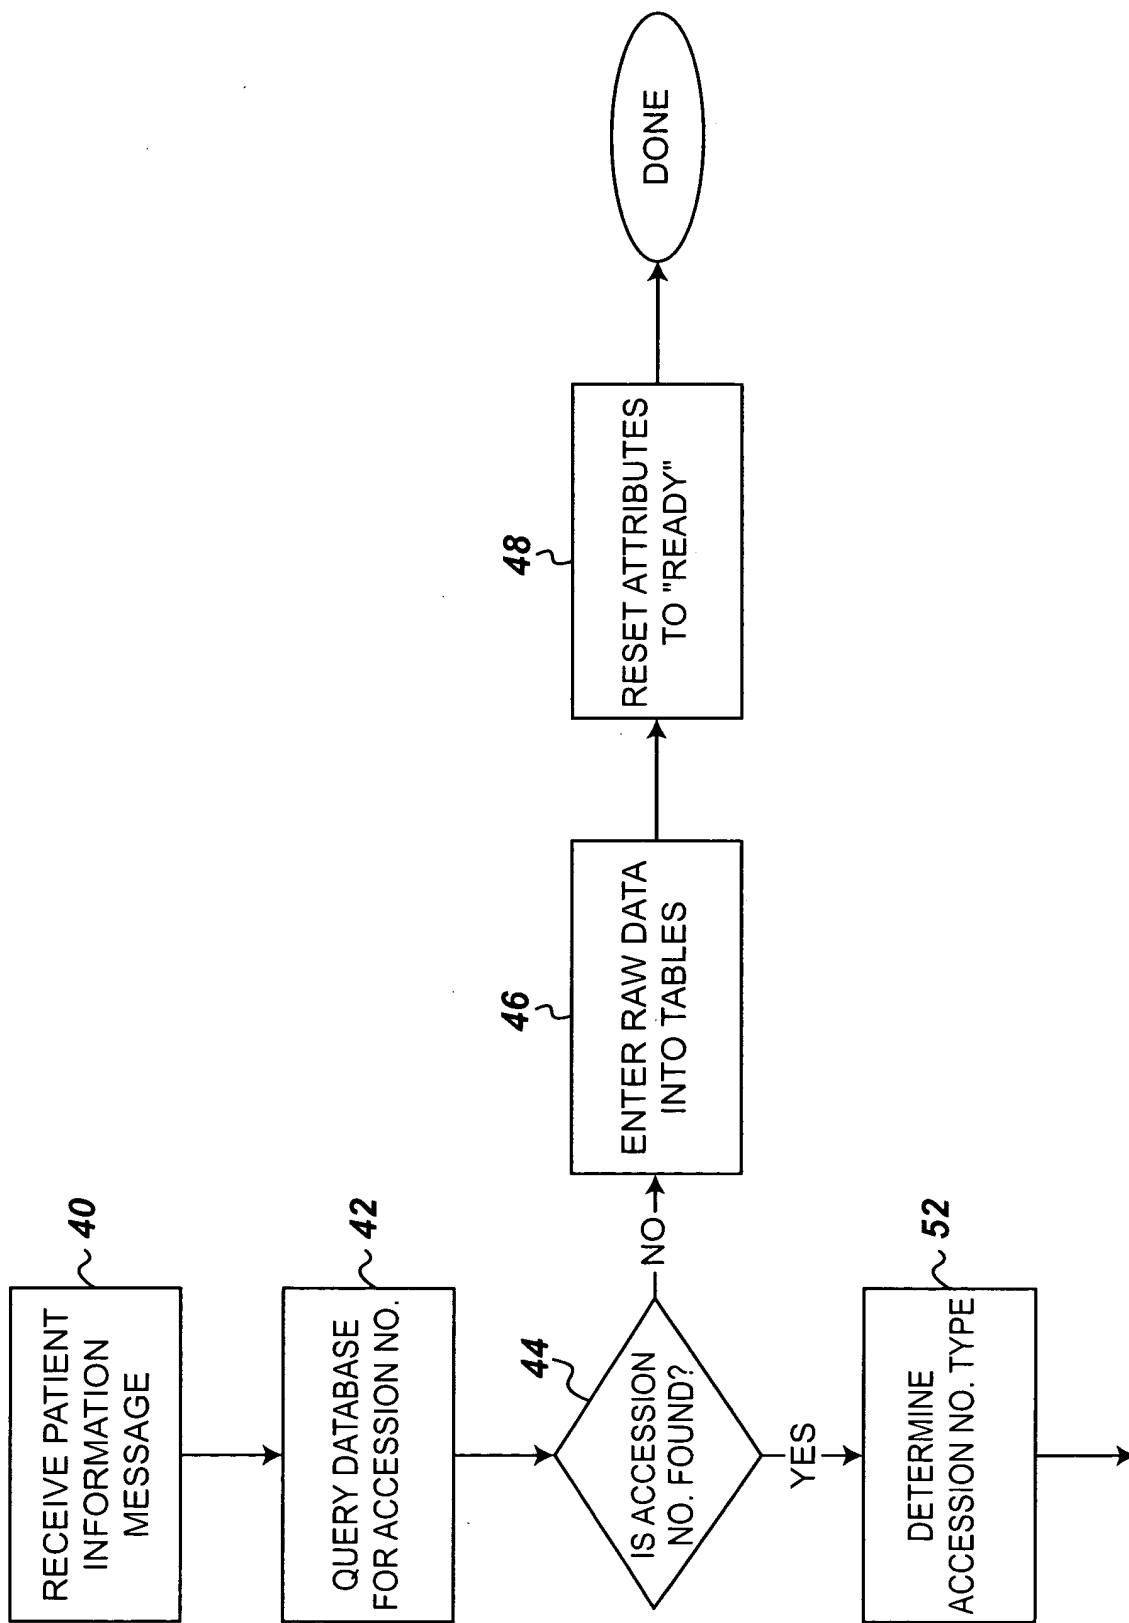 40
RECEIVE PATIENT
INFORMATION
MESSAGE
42
QUERY DATABASE
FOR ACCESSION NO.
44
IS ACCESSION
NO. FOUND?
NO
46
ENTER RAW DATA
INTO TABLES
48
RESET ATTRIBUTES
TO "READY"
DONE
YES
52
DETERMINE
ACCESSION NO. TYPE